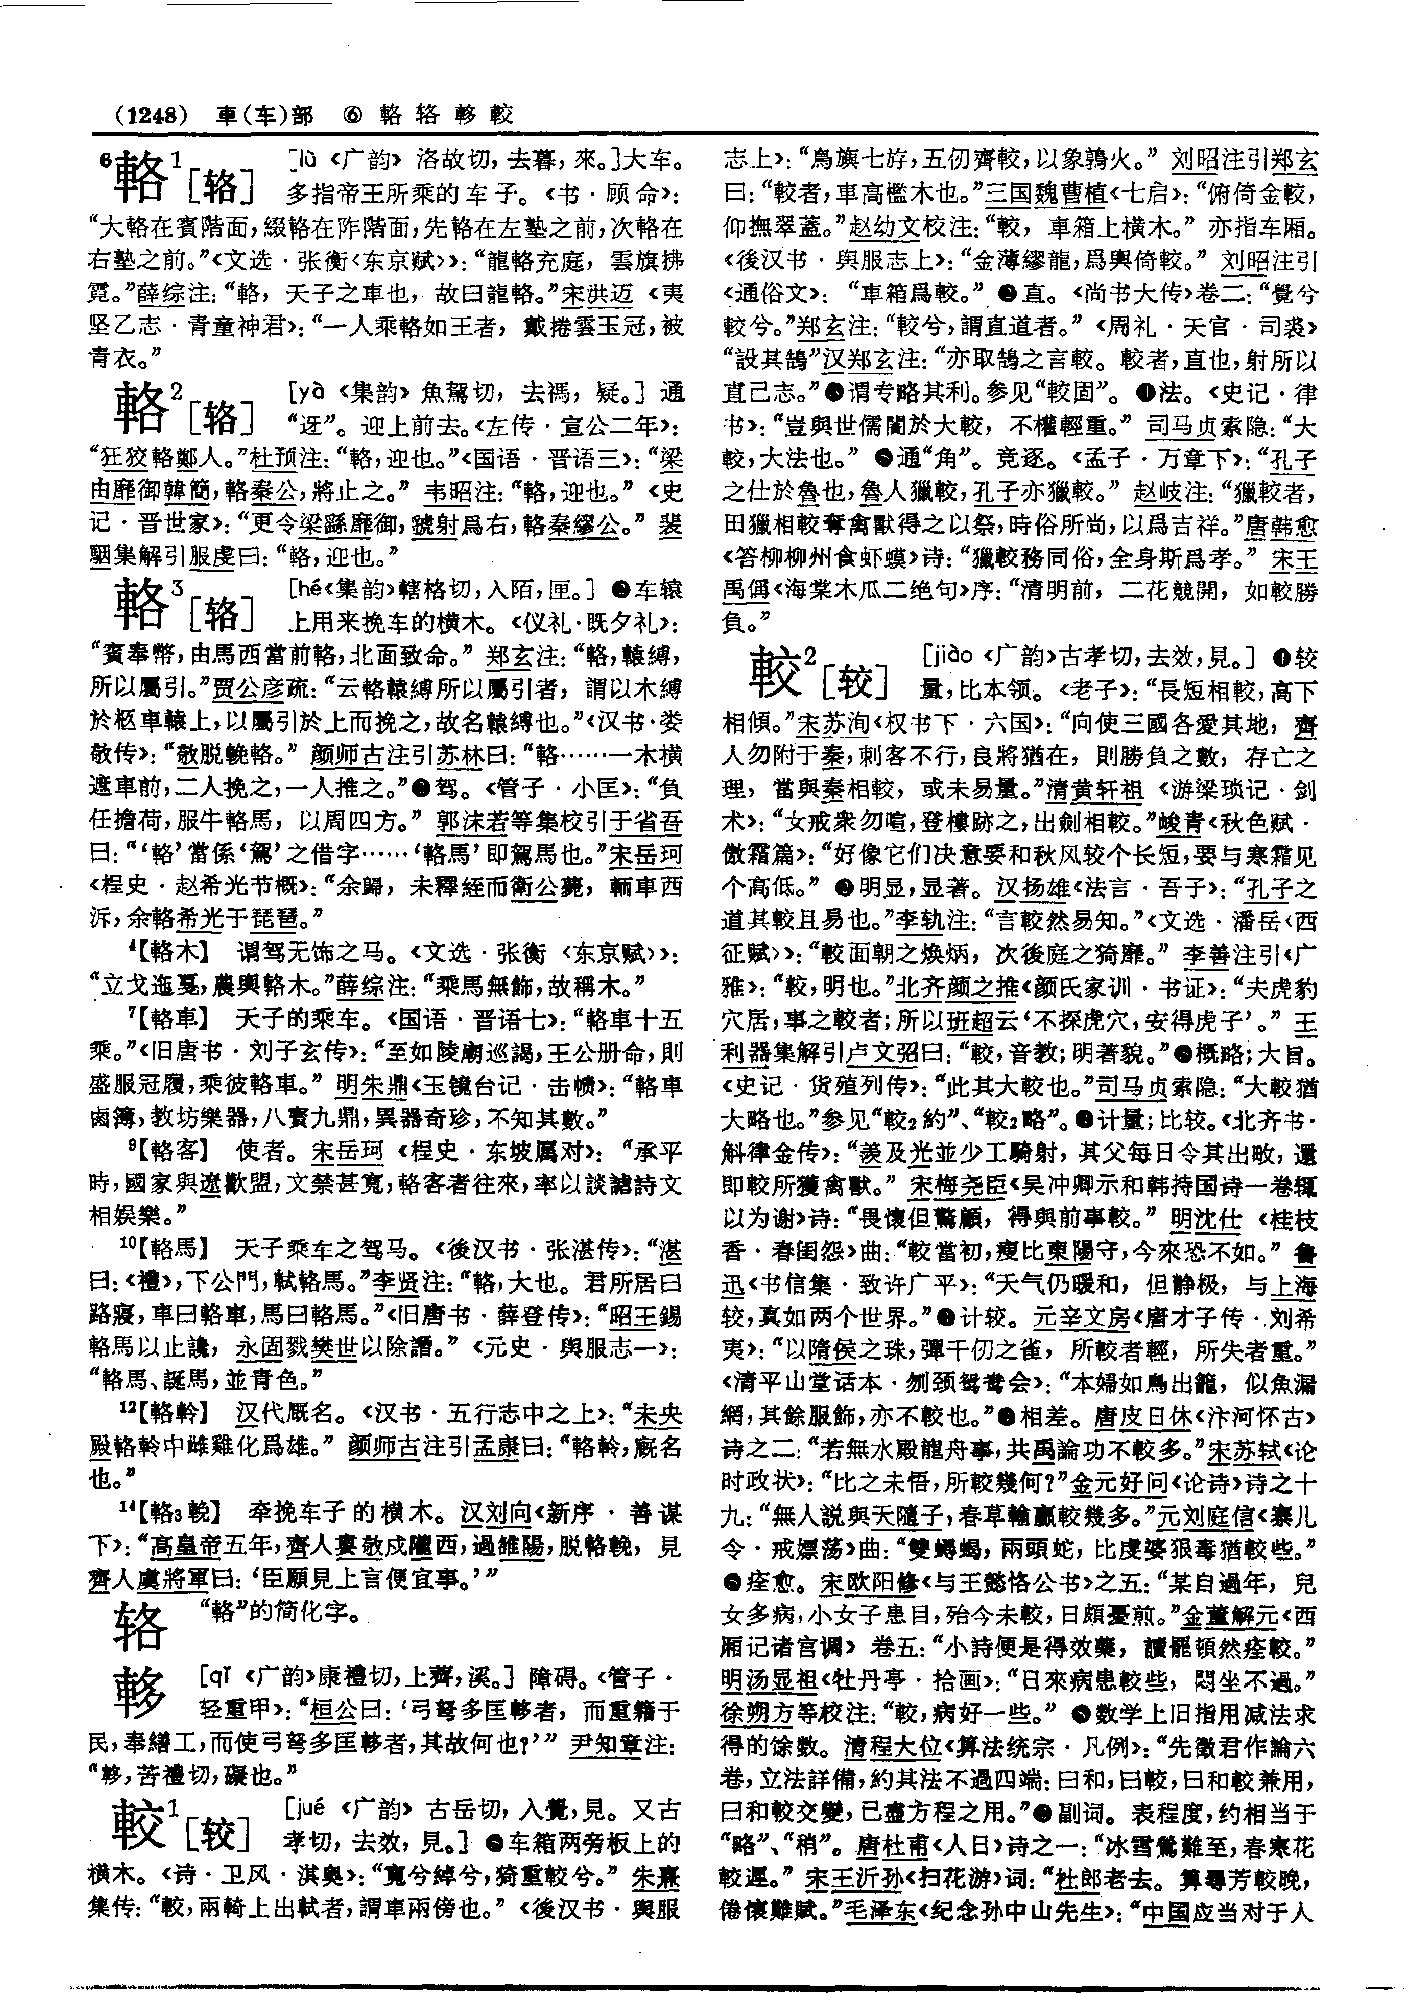 (1248) 車(车)部 ⑥ 輅 辂 䡔 較
6輅1[辂] [lù《广韵》洛故切，去暮，來。]大车。
多指帝王所乘的车子。《书·顾命》：
“大輅在賓階面，綴輅在阼階面，先輅在左塾之前，次輅在
右塾之前。”《文选·张衡〈东京赋〉》：“龍輅充庭，雲旗拂
霓。”薛综注：“輅，天子之車也，故曰龍輅。”宋洪迈《夷
坚乙志·青童神君》：“一人乘輅如王者，戴捲雲玉冠，被
青衣。”
輅2[辂] [yà《集韵》魚駕切，去禡，疑。]通
“迓”。迎上前去。《左传·宣公二年》：
“狂狡輅鄭人。”杜预注：“輅，迎也。”《国语·晋语三》：“梁
由靡御韓簡，輅秦公，將止之。”韦昭注：“輅，迎也。”《史
记·晋世家》：“更令梁繇靡御，虢射爲右，輅秦繆公。”裴
駰集解引服虔曰：“輅，迎也。”
輅3[辂] [hé《集韵》轄格切，入陌，匣。]❶车辕
上用来挽车的横木。《仪礼·既夕礼》：
“賓奉幣，由馬西當前輅，北面致命。”郑玄注：“輅，轅縛，
所以屬引。”贾公彦疏：“云輅轅縛所以屬引者，謂以木縛
於柩車轅上，以屬引於上而挽之，故名轅縛也。”《汉书·娄
敬传》：“敬脱輓輅。”颜师古注引苏林曰：“輅……一木横
遮車前，二人挽之，一人推之。”❷驾。《管子·小匡》：“負
任擔荷，服牛輅馬，以周四方。”郭沫若等集校引于省吾
曰：“‘輅’當係‘駕’之借字……‘輅馬’即駕馬也。”宋岳珂
《桯史·赵希光节概》：“余歸，未釋絰而衛公薨，輀車西
泝，余輅希光于琵琶。”
4【輅木】 谓驾无饰之马。《文选·张衡〈东京赋〉》：
“立戈迤戛，農輿輅木。”薛综注：“乘馬無飾，故稱木。”
7【輅車】 天子的乘车。《国语·晋语七》：“輅車十五
乘。”《旧唐书·刘子玄传》：“至如陵廟巡謁，王公册命，則
盛服冠履，乘彼輅車。”明朱鼎《玉镜台记·击楫》：“輅車
鹵簿，教坊樂器，八寳九鼎，異器奇珍，不知其數。”
9【輅客】 使者。宋岳珂《桯史·东坡属对》：“承平
時，國家與遼歡盟，文禁甚寬，輅客者往來，率以談謔詩文
相娱樂。”
10【輅馬】 天子乘车之驾马。《後汉书·张湛传》：“湛
曰：《禮》，下公門，軾輅馬。”李贤注：“輅，大也。君所居曰
路寢，車曰輅車，馬曰輅馬。”《旧唐书·薛登传》：“昭王錫
輅馬以止讒，永固戮樊世以除譖。”《元史·舆服志一》：
“輅馬、誕馬，並青色。”
12【輅軨】 汉代厩名。《汉书·五行志中之上》：“未央
殿輅軨中雌雞化爲雄。”颜师古注引孟康曰：“輅軨，廐名
也。”
14【輅3輓】 牵挽车子的横木。汉刘向《新序·善谋
下》：“高皇帝五年，齊人婁敬戍隴西，過雒陽，脱輅輓，見
齊人虞將軍曰：‘臣願見上言便宜事。’”
辂 “輅”的简化字。
䡔 [qǐ《广韵》康禮切，上薺，溪。]障碍。《管子·
轻重甲》：“桓公曰：‘弓弩多匡䡔者，而重籍于
民，奉繕工，而使弓弩多匡䡔者，其故何也？’”尹知章注：
“䡔，苦禮切，礙也。”
較1[较] [jué《广韵》古岳切，入覺，見。又古
孝切，去效，見。]❶车箱两旁板上的
横木。《诗·卫风·淇奥》：“寬兮綽兮，猗重較兮。”朱熹
集传：“較，兩輢上出軾者，謂車兩傍也。”《後汉书·舆服
志上》：“鳥旗七斿，五仞齊較，以象鶉火。”刘昭注引郑玄
曰：“較者，車高檻木也。”三国魏曹植《七启》：“俯倚金較，
仰撫翠蓋。”赵幼文校注：“較，車箱上横木。”亦指车厢。
《後汉书·舆服志上》：“金薄繆龍，爲輿倚較。”刘昭注引
《通俗文》：“車箱爲較。”❷直。《尚书大传》卷二：“覺兮
較兮。”郑玄注：“較兮，謂直道者。”《周礼·天官·司裘》
“設其鵠”汉郑玄注：“亦取鵠之言較。較者，直也，射所以
直己志。”❸谓专略其利。参见“較固”。❹法。《史记·律
书》：“豈與世儒闇於大較，不權輕重。”司马贞索隐：“大
較，大法也。”❺通“角”。竞逐。《孟子·万章下》：“孔子
之仕於魯也，魯人獵較，孔子亦獵較。”赵岐注：“獵較者，
田獵相較奪禽獸得之以祭，時俗所尚，以爲吉祥。”唐韩愈
《答柳柳州食虾蟆》诗：“獵較務同俗，全身斯爲孝。”宋王
禹偁《海棠木瓜二绝句》序：“清明前，二花競開，如較勝
負。”
較2[较] [jiào《广韵》古孝切，去效，見。]❶较
量，比本领。《老子》：“長短相較，高下
相傾。”宋苏洵《权书下·六国》：“向使三國各愛其地，齊
人勿附于秦，刺客不行，良將猶在，則勝負之數，存亡之
理，當與秦相較，或未易量。”清黄轩祖《游梁琐记·剑
术》：“女戒衆勿喧，登樓跡之，出劍相較。”峻青《秋色赋·
傲霜篇》：“好像它们决意要和秋风较个长短，要与寒霜见
个高低。”❷明显，显著。汉扬雄《法言·吾子》：“孔子之
道其較且易也。”李轨注：“言較然易知。”《文选·潘岳〈西
征赋〉》：“較面朝之焕炳，次後庭之猗靡。”李善注引《广
雅》：“較，明也。”北齐颜之推《颜氏家训·书证》：“夫虎豹
穴居，事之較者；所以班超云‘不探虎穴，安得虎子’。”王
利器集解引卢文弨曰：“較，音教；明著貌。”❸概略；大旨。
《史记·货殖列传》：“此其大較也。”司马贞索隐：“大較猶
大略也。”参见“較2約”、“較2略”。❹计量；比较。《北齐书·
斛律金传》：“羨及光並少工騎射，其父每日令其出畋，還
即較所獲禽獸。”宋梅尧臣《吴冲卿示和韩持国诗一卷辄
以为谢》诗：“畏懷但驚顧，得與前事較。”明沈仕《桂枝
香·春闺怨》曲：“較當初，瘦比東陽守，今來恐不如。”鲁
迅《书信集·致许广平》：“天气仍暖和，但静极，与上海
较，真如两个世界。”❺计较。元辛文房《唐才子传·刘希
夷》：“以隋侯之珠，彈千仞之雀，所較者輕，所失者重。”
《清平山堂话本·刎颈鸳鸯会》：“本婦如鳥出籠，似魚漏
網，其餘服飾，亦不較也。”❻相差。唐皮日休《汴河怀古》
诗之二：“若無水殿龍舟事，共禹論功不較多。”宋苏轼《论
时政状》：“比之未悟，所較幾何？”金元好问《论诗》诗之十
九：“無人説與天隨子，春草輸贏較幾多。”元刘庭信《寨儿
令·戒嫖荡》曲：“雙蝎蝎，兩頭蛇，比虔婆狠毒猶較些。”
❼痊愈。宋欧阳修《与王懿恪公书》之五：“某自過年，兒
女多病，小女子患目，殆今未較，日頗憂煎。”金董解元《西
厢记诸宫调》卷五：“小詩便是得效藥，讀罷頓然痊較。”
明汤显祖《牡丹亭·拾画》：“日來病患較些，悶坐不過。”
徐朔方等校注：“較，病好一些。”❽数学上旧指用减法求
得的馀数。清程大位《算法统宗·凡例》：“先徵君作論六
卷，立法詳備，約其法不過四端：曰和，曰較，曰和較兼用，
曰和較交變，已盡方程之用。”❾副词。表程度，约相当于
“略”、“稍”。唐杜甫《人日》诗之一：“冰雪鶯難至，春寒花
較遲。”宋王沂孙《扫花游》词：“杜郎老去。算尋芳較晚，
倦懷難賦。”毛泽东《纪念孙中山先生》：“中国应当对于人